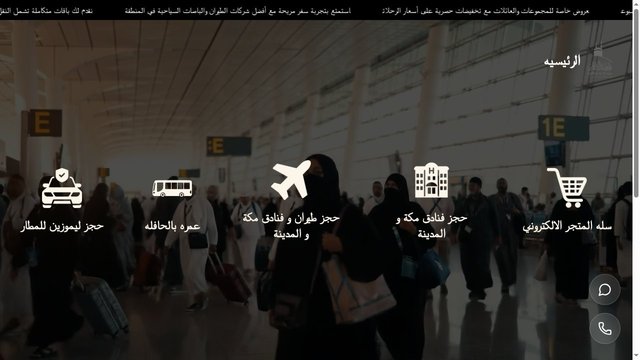 عروض خاصة للمجموعات والعائلات مع تخفيضات حصرية على أسعار الرحلات
استمتع بتجربة سفر مريحة مع أفضل شركات الطيران والباصات السياحية في المنطقة
نقدم لك باقات متكاملة تشمل
الرئيسيه
E
E
1E
سله المتجر الالكتروني
حجز فنادق مكة و
المدينة
حجز طيران و فنادق مكة
و المدينة
عمره بالحافله
حجز ليموزين للمطار